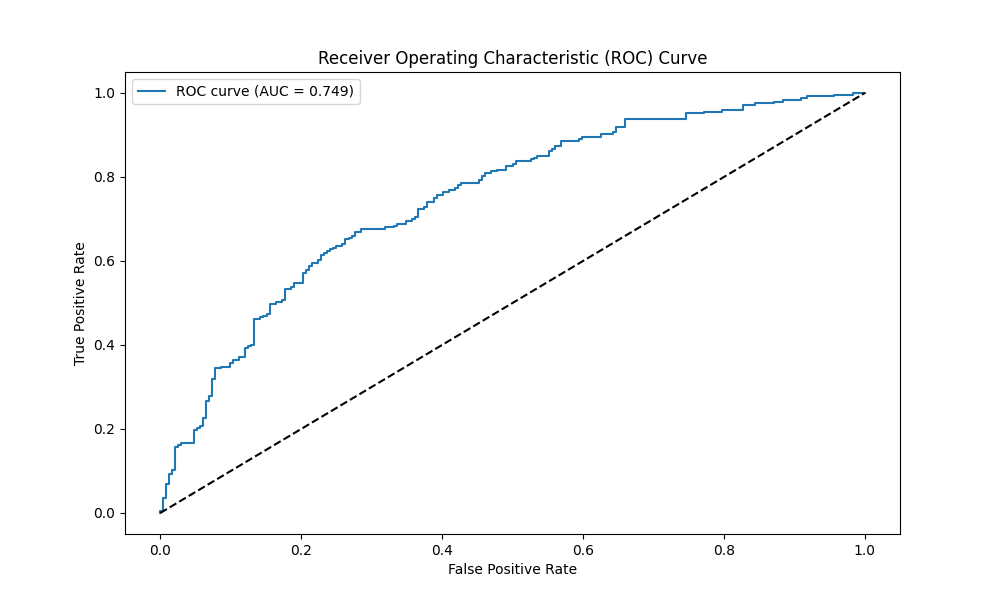 Receiver Operating Characteristic (ROC) Curve
ROC curve (AUC = 0.749)
True Positive Rate
1.0
0.8
0.6
0.4
0.2
0.0
0.0 0.2 0.4 0.6 0.8 1.0
False Positive Rate